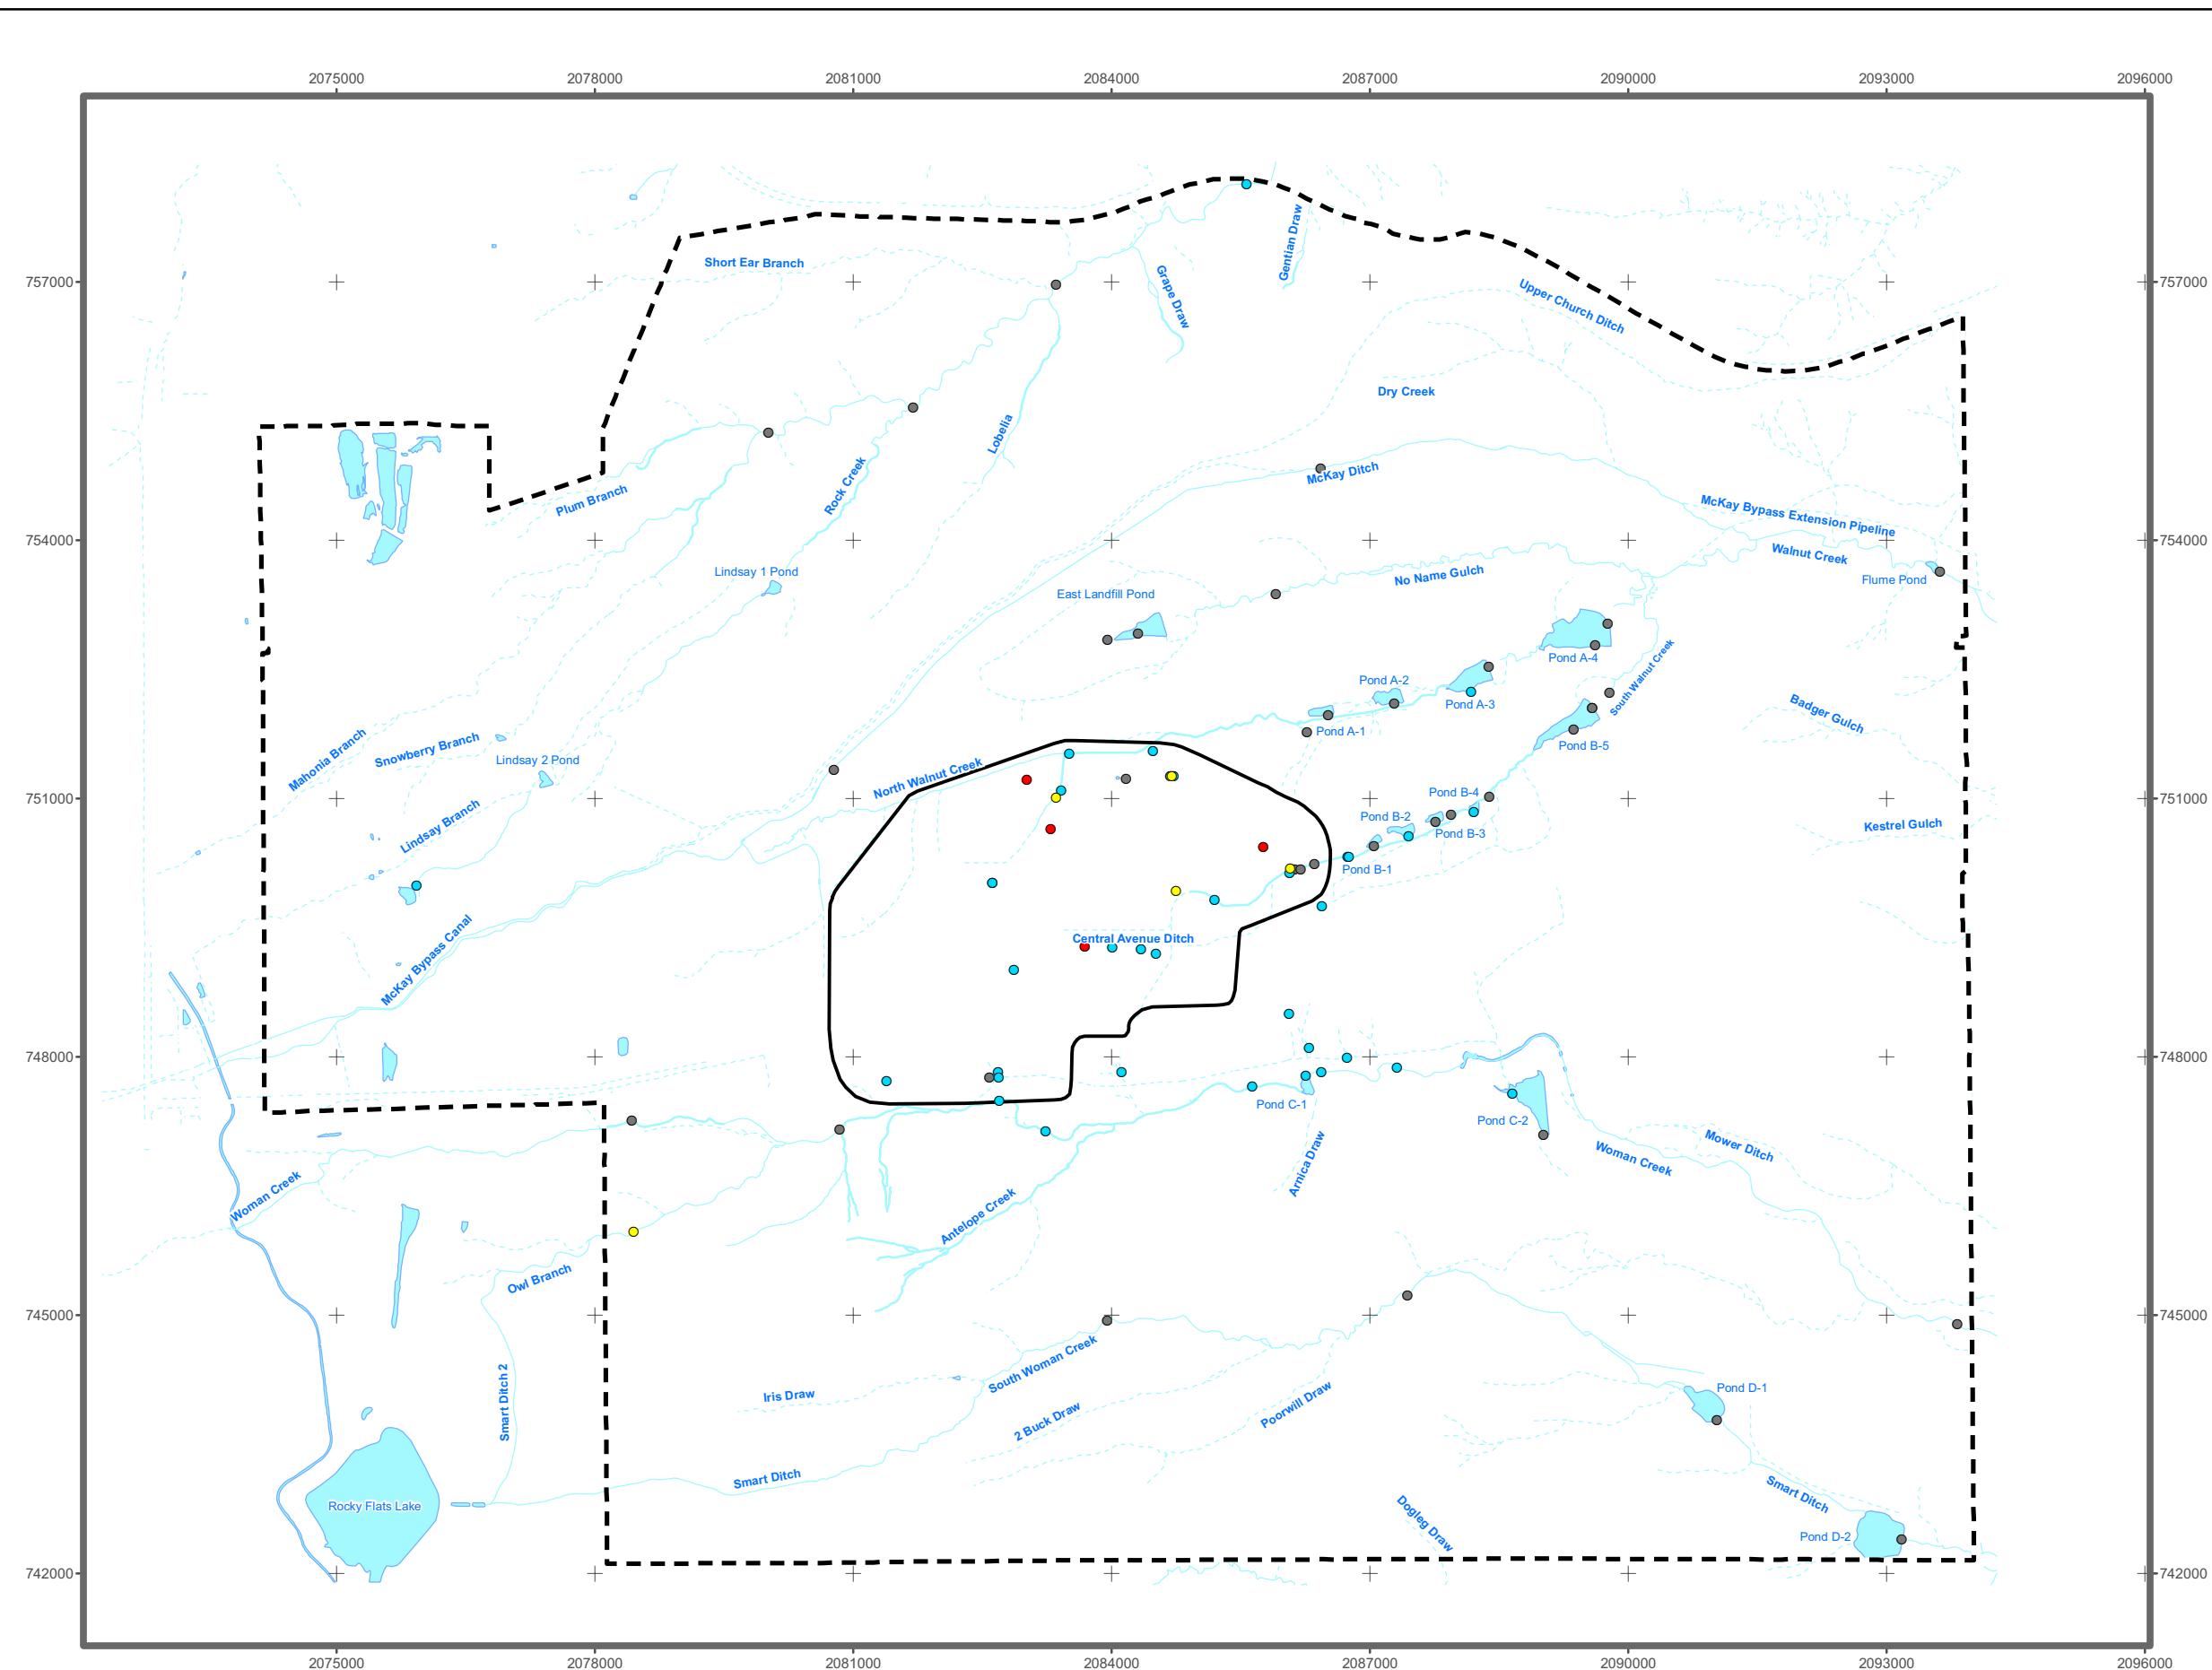 2075000 2078000 2081000 2084000 2087000 2090000 2093000 2096000
Gentian Draw
Short Ear Branch
Grape Draw
757000 757000
Upper Church Ditch
Dry Creek
Lobelia
McKay Ditch
Rock Creek
Plum Branch
McKay Bypass Extension Pipeline
754000 754000
Walnut Creek
Lindsay 1 Pond
No Name Gulch
Flume Pond
East Landfill Pond
Pond A-4
South Walnut Creek
Pond A-2
Pond A-3
Badger Gulch
Pond A-1
Mahonia Branch
Snowberry Branch
Pond B-5
Lindsay 2 Pond
North Walnut Creek
Pond B-4
751000 751000
Lindsay Branch
Pond B-2
Kestrel Gulch
Pond B-3
Pond B-1
Central Avenue Ditch
McKay Bypass Canal
748000 748000
Pond C-1
Pond C-2
Mower Ditch
Woman Creek
Arnica Draw
Woman Creek
Antelope Creek
Owl Branch
745000 745000
South Woman Creek
Pond D-1
Iris Draw
Smart Ditch 2
Poorwill Draw
2 Buck Draw
Smart Ditch
Smart Ditch
Rocky Flats Lake
Dogleg Draw
Pond D-2
742000 742000
2075000 2078000 2081000 2084000 2087000 2090000 2093000 2096000